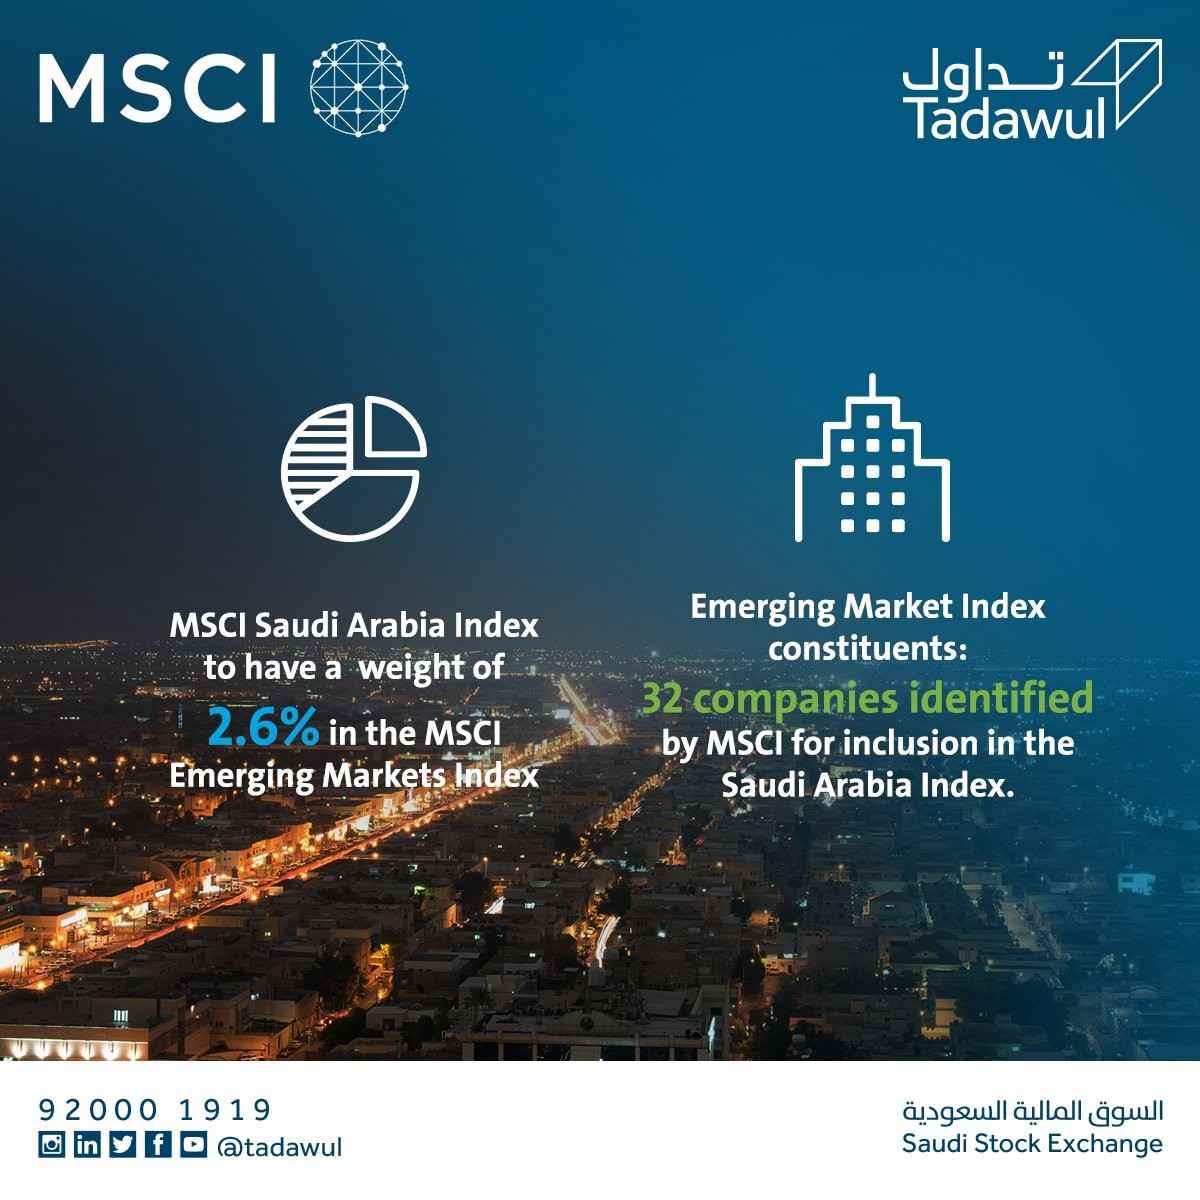 MSCI
تداول
Tadawul
MSCI Saudi Arabia Index
to have a weight of
2.6% in the MSCI
Emerging Markets Index
Emerging Market Index
constituents:
32 companies identified
by MSCI for inclusion in the
Saudi Arabia Index.
92000 1919
@tadawul
السوق المالية السعودية
Saudi Stock Exchange